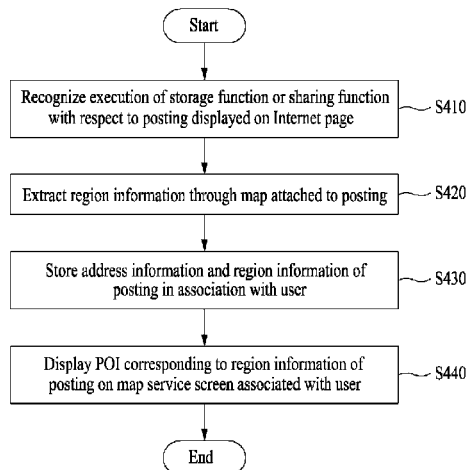 Start
Recognize execution of storage function or sharing function
with respect to posting displayed on Internet page
S410
Extract region information through map attached to posting
S420
Store address information and region information of
posting in association with user
S430
Display POI corresponding to region information of
posting on map service screen associated with user
S440
End